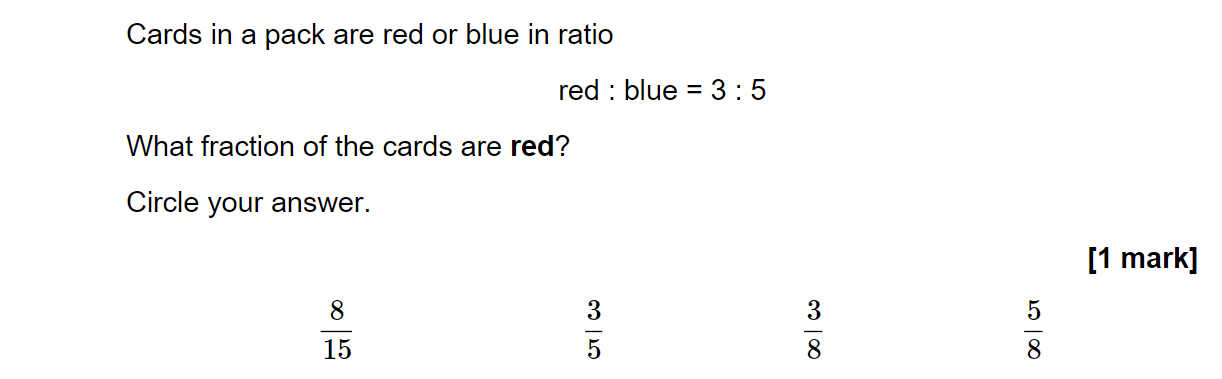 Cards in a pack are red or blue in ratio
red : blue = 3 : 5
What fraction of the cards are red?
Circle your answer.
[1 mark]
8/15 3/5 3/8 5/8